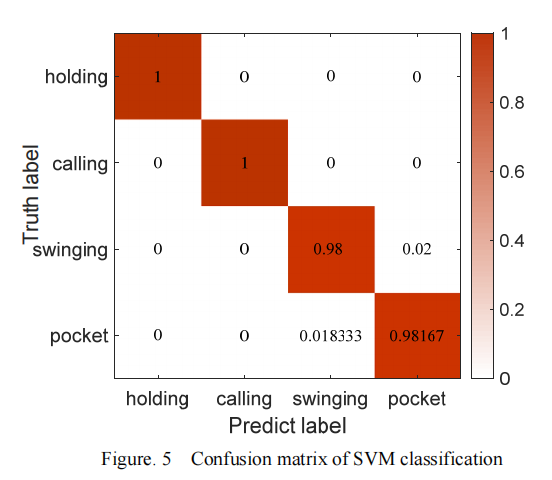 holding 1 0 0 0
calling 0 1 0 0
swinging 0 0 0.98 0.02
pocket 0 0 0.018333 0.98167
holding calling swinging pocket
Truth label
Predict label
1
0.8
0.6
0.4
0.2
0
Figure. 5 Confusion matrix of SVM classification